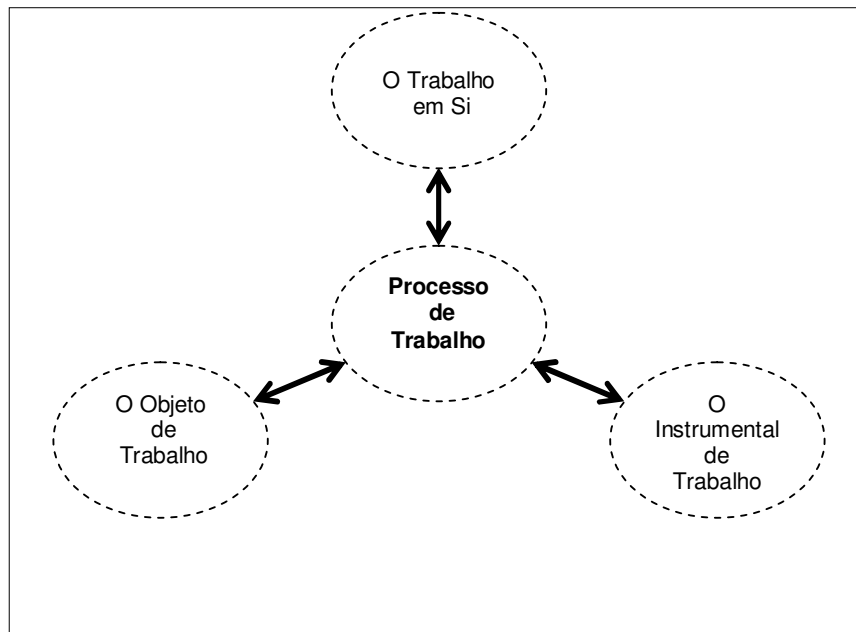 O Trabalho
em Si
Processo
de
Trabalho
O Objeto
de
Trabalho
O
Instrumental
de
Trabalho